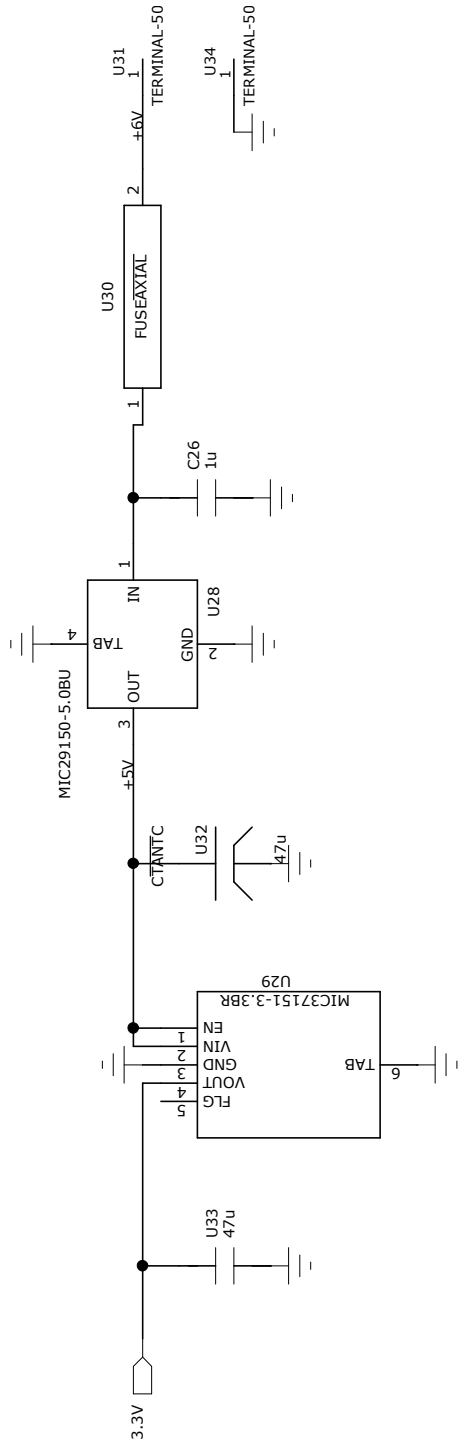 U31
1
TERMINAL-50
+6V
U34
1
TERMINAL-50
2
U30
FUSEAXIAL
1
C26
1u
1
IN
U28
4
TAB
GND
2
OUT
3
MIC29150-5.0BU
+5V
CTANTC
U32
47u
U29
MIC37151-3.3BR
EN
1
VIN
2
GND
3
VOUT
4
FLG
5
TAB
6
U33
47u
3.3V